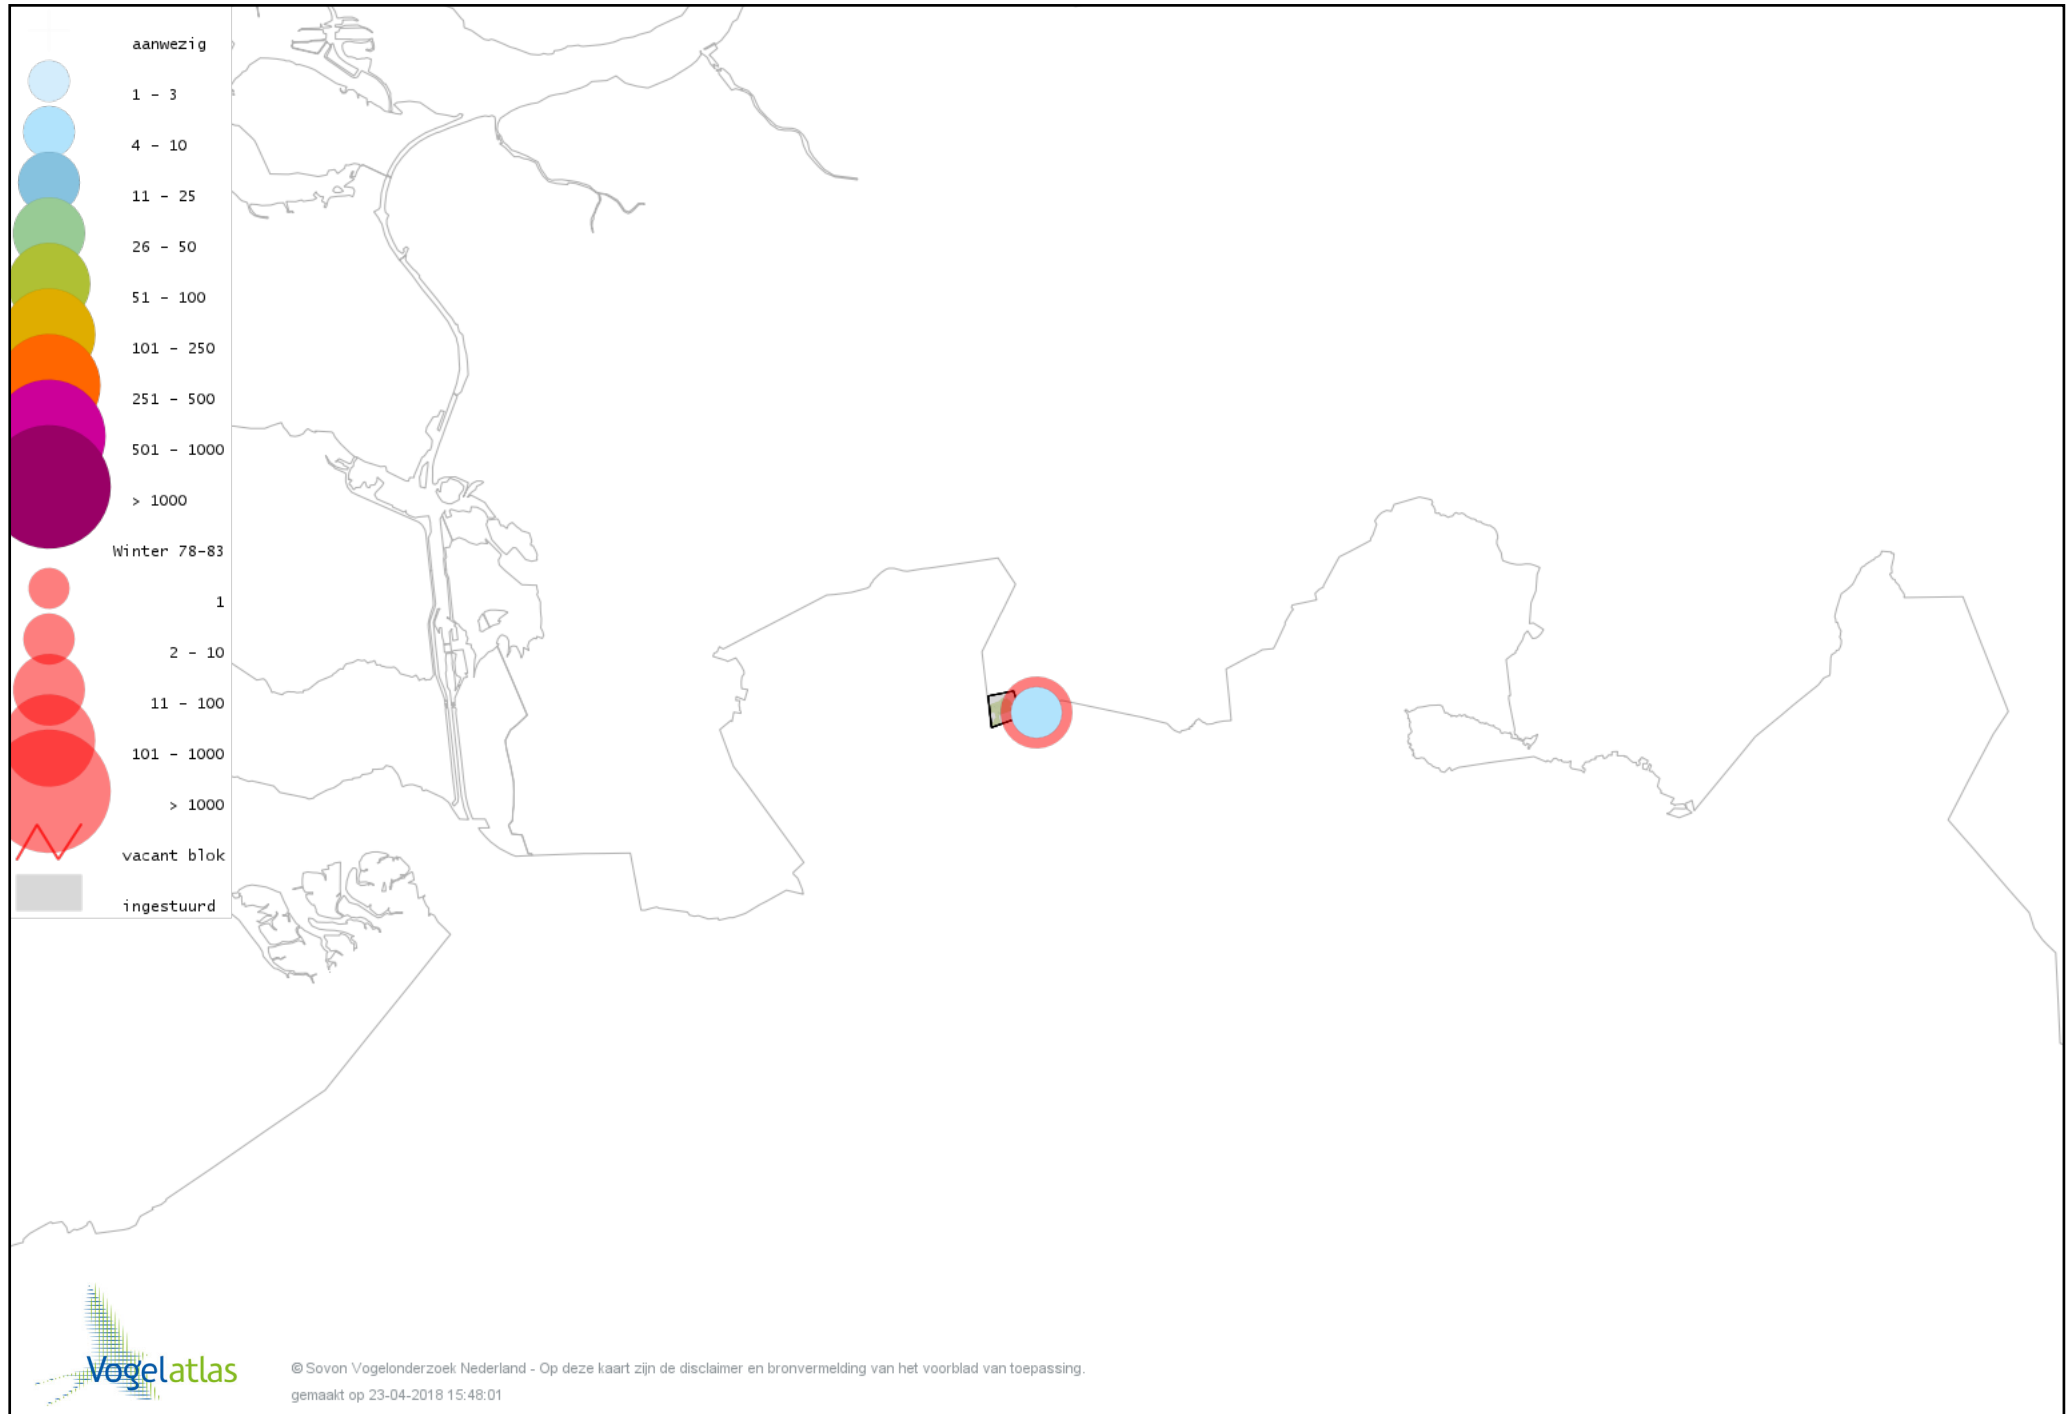 aanwezig
1 - 3
4 - 10
11 - 25
26 - 50
51 - 100
101 - 250
251 - 500
501 - 1000
> 1000
Winter 78-83
1
2 - 10
11 - 100
101 - 1000
> 1000
vacant blok
ingestuurd
Vogelatlas
© Sovon Vogelonderzoek Nederland - Op deze kaart zijn de disclaimer en bronvermelding van het voorblad van toepassing.
gemaakt op 23-04-2018 15:48:01